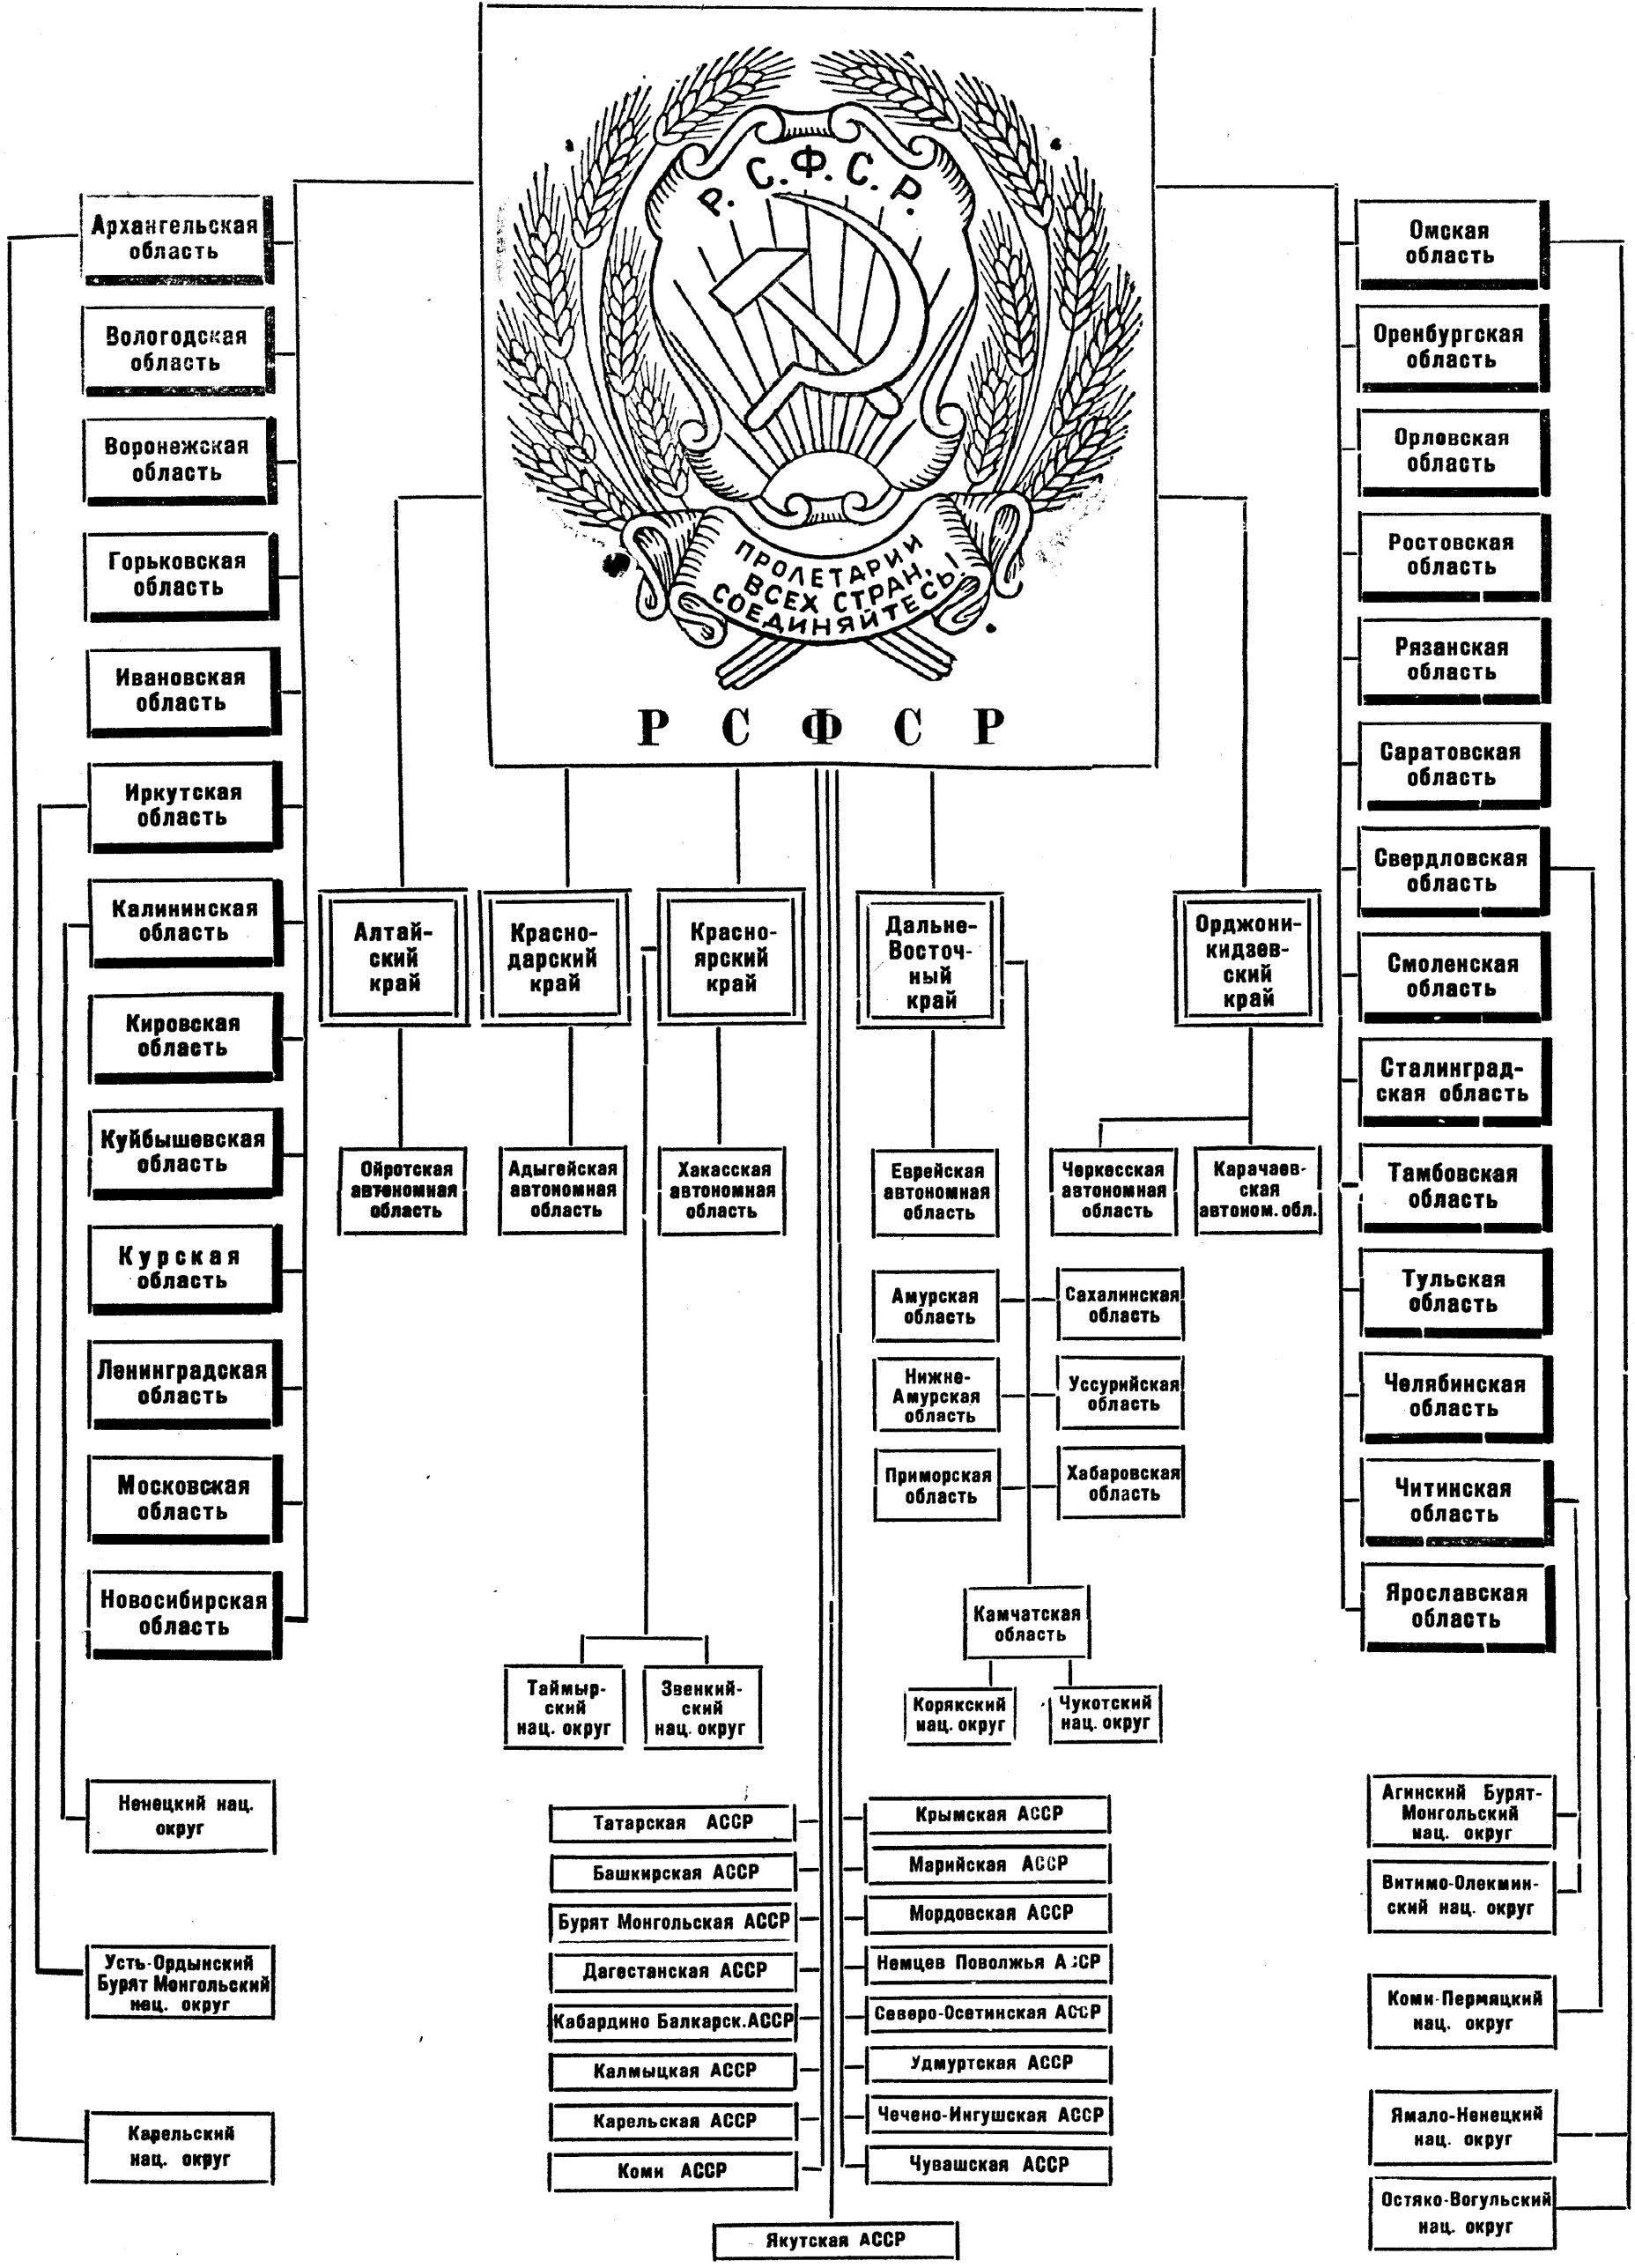 Р. С. Ф. С. Р.
ПРОЛЕТАРИИ
ВСЕХ СТРАН,
СОЕДИНЯЙТЕСЬ!
Р С Ф С Р
Архангельская
область
Вологодская
область
Воронежская
область
Горьковская
область
Ивановская
область
Иркутская
область
Калининская
область
Кировская
область
Куйбышевская
область
Курская
область
Ленинградская
область
Московская
область
Новосибирская
область
Ненецкий нац.
округ
Усть-Ордынский
Бурят Монгольский
нац. округ
Карельский
нац. округ
Алтай-
ский
край
Красно-
дарский
край
Красно-
ярский
край
Дальне-
Восточ-
ный
край
Орджони-
кидзев-
ский
край
Ойротская
автономная
область
Адыгейская
автономная
область
Хакасская
автономная
область
Еврейская
автономная
область
Черкесская
автономная
область
Карачаев-
ская
автоном. обл.
Амурская
область
Сахалинская
область
Нижне-
Амурская
область
Уссурийская
область
Приморская
область
Хабаровская
область
Камчатская
область
Таймыр-
ский
нац. округ
Звенкий-
ский
нац. округ
Корякский
нац. округ
Чукотский
нац. округ
Татарская АССР
Башкирская АССР
Бурят Монгольская АССР
Дагестанская АССР
Кабардино Балкарск. АССР
Калмыцкая АССР
Карельская АССР
Коми АССР
Крымская АССР
Марийская АССР
Мордовская АССР
Немцев Поволжья АССР
Северо-Осетинская АССР
Удмуртская АССР
Чечено-Ингушская АССР
Чувашская АССР
Якутская АССР
Омская
область
Оренбургская
область
Орловская
область
Ростовская
область
Рязанская
область
Саратовская
область
Свердловская
область
Смоленская
область
Сталинград-
ская область
Тамбовская
область
Тульская
область
Челябинская
область
Читинская
область
Ярославская
область
Агинский Бурят-
Монгольский
нац. округ
Витимо-Олекмин-
ский нац. округ
Коми-Пермяцкий
нац. округ
Ямало-Ненецкий
нац. округ
Остяко-Вогульский
нац. округ